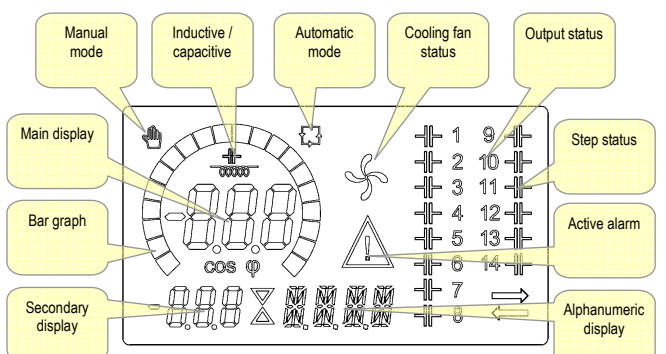 Manual
mode
Inductive /
capacitive
Automatic
mode
Cooling fan
status
Output status
Main display
1 9
2 10
3 11
Step status
Bar graph
4 12
5 13
Active alarm
cos φ
6 14
7
Secondary
display
8
Alphanumeric
display